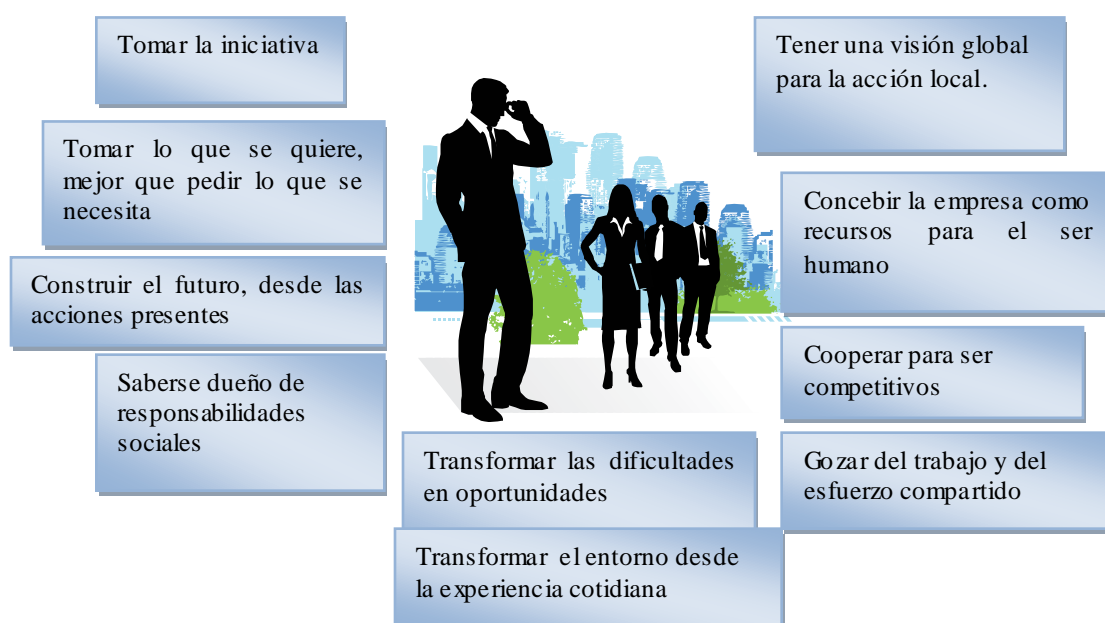 Tomar la iniciativa
Tomar lo que se quiere,
mejor que pedir lo que se
necesita
Construir el futuro, desde las
acciones presentes
Saberse dueño de
responsabilidades
sociales
Transformar las dificultades
en oportunidades
Transformar el entorno desde
la experiencia cotidiana
Tener una visión global
para la acción local.
Concebir la empresa como
recursos para el ser
humano
Cooperar para ser
competitivos
Gozar del trabajo y del
esfuerzo compartido